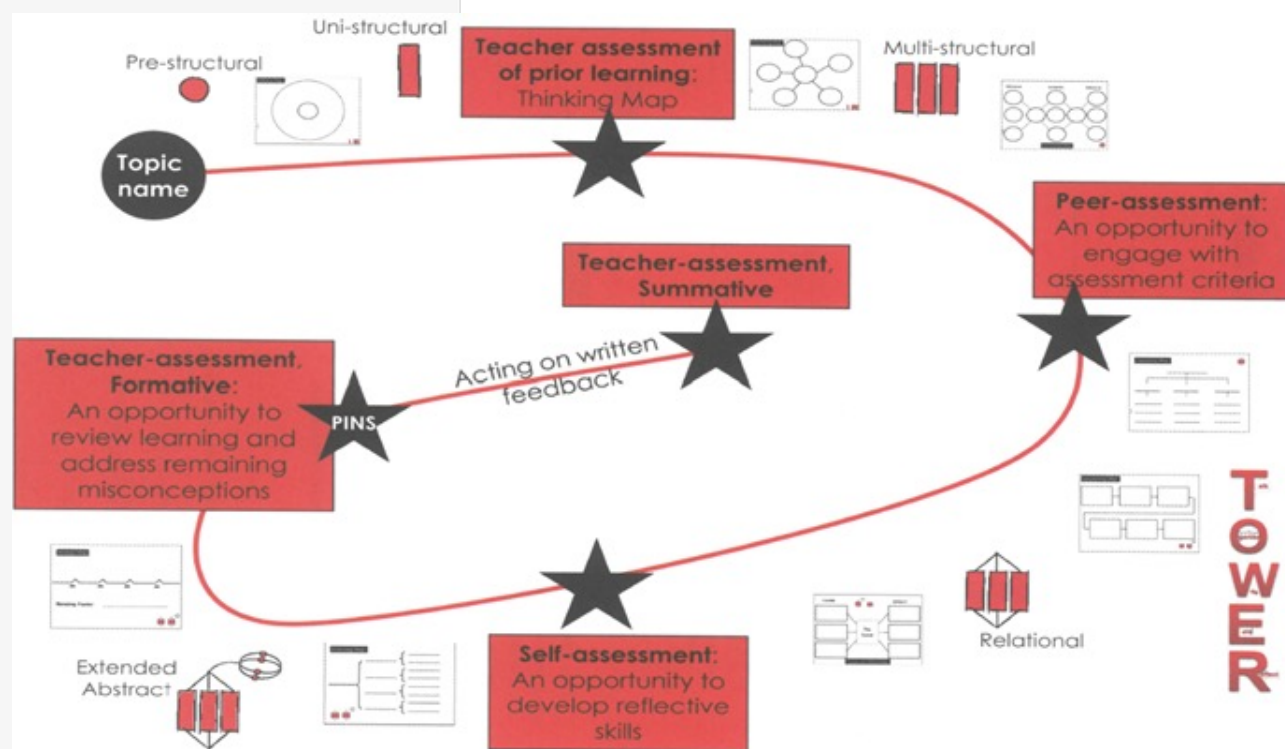 Uni-structural
Pre-structural
Teacher assessment
of prior learning:
Thinking Map
Multi-structural
Topic
name
Peer-assessment:
An opportunity to
engage with
assessment criteria
Teacher-assessment,
Summative
Teacher-assessment,
Formative:
An opportunity to
review learning and
address remaining
misconceptions
PINS
Acting on written
feedback
TOWER
Relational
Extended
Abstract
Self-assessment:
An opportunity to
develop reflective
skills